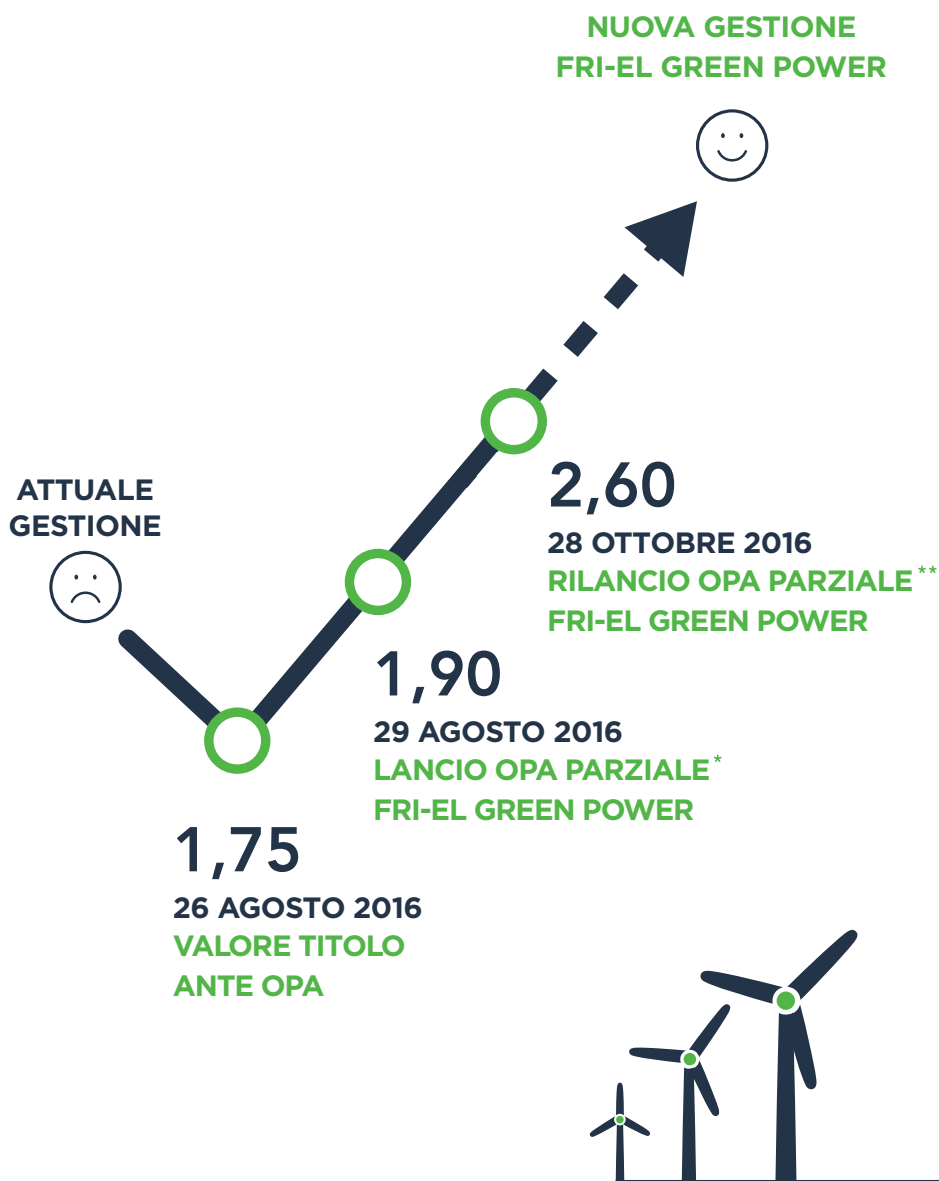 NUOVA GESTIONE
FRI-EL GREEN POWER
ATTUALE
GESTIONE
2,60
28 OTTOBRE 2016
RILANCIO OPA PARZIALE**
FRI-EL GREEN POWER
1,90
29 AGOSTO 2016
LANCIO OPA PARZIALE*
FRI-EL GREEN POWER
1,75
26 AGOSTO 2016
VALORE TITOLO
ANTE OPA